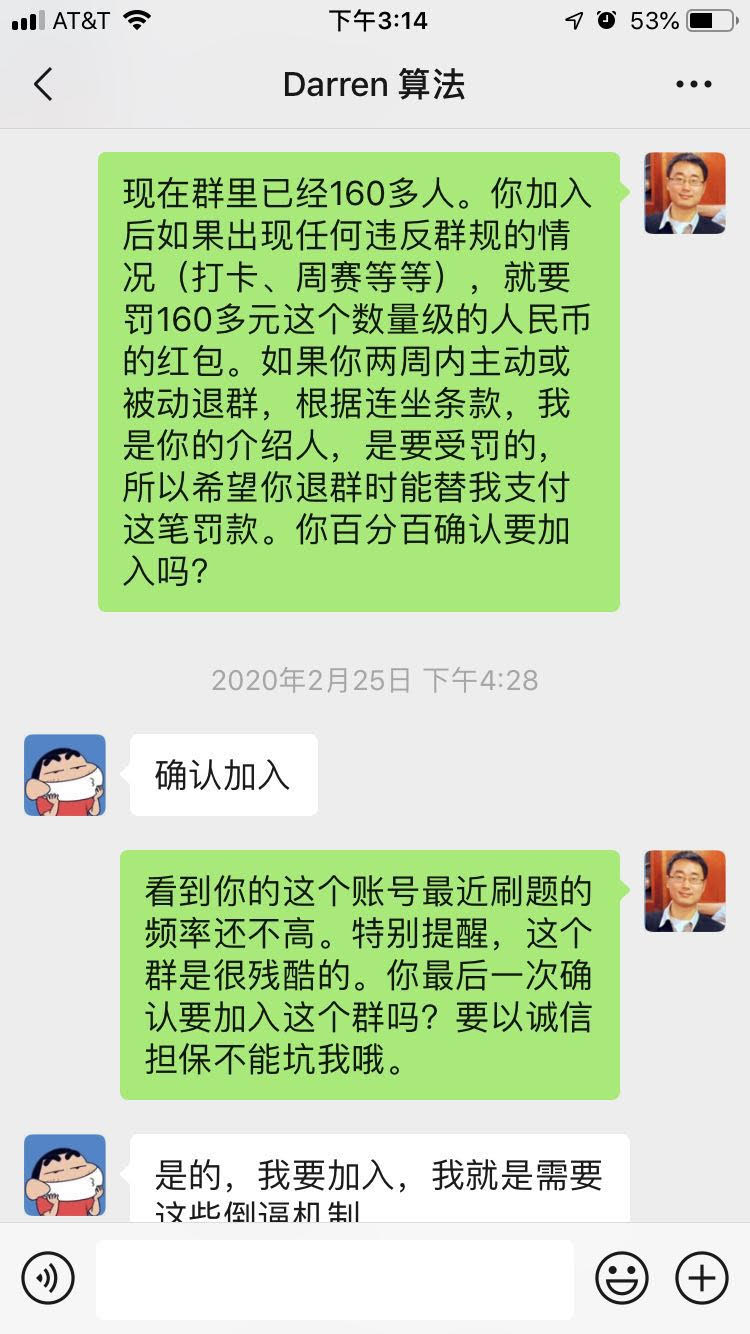 AT&T 下午3:14 53%
Darren 算法
现在群里已经160多人。你加入
后如果出现任何违反群规的情
况（打卡、周赛等等），就要
罚160多元这个数量级的人民币
的红包。如果你两周内主动或
被动退群，根据连坐条款，我
是你的介绍人，是要受罚的，
所以希望你退群时能替我支付
这笔罚款。你百分百确认要加
入吗？
2020年2月25日 下午4:28
确认加入
看到你的这个账号最近刷题的
频率还不高。特别提醒，这个
群是很残酷的。你最后一次确
认要加入这个群吗？要以诚信
担保不能坑我哦。
是的，我要加入，我就是需要
这些倒逼机制